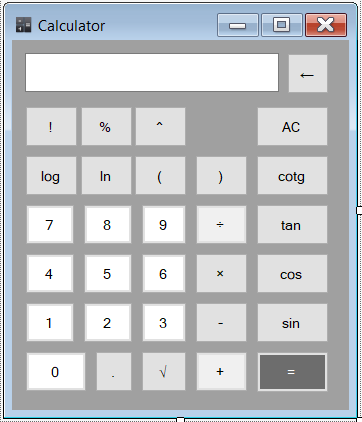 Calculator
←
! % ^ AC
log ln ( ) cotg
7 8 9 ÷ tan
4 5 6 × cos
1 2 3 - sin
0 . √ + =